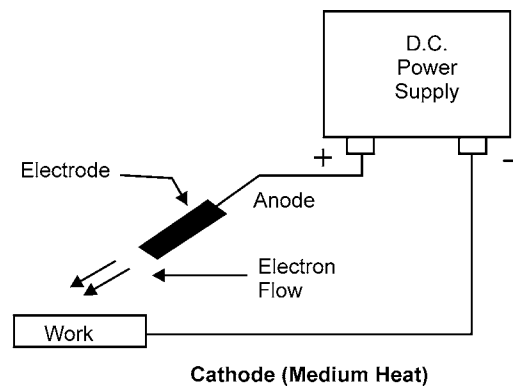 D.C.
Power
Supply
+
–
Electrode
Anode
Electron
Flow
Work
Cathode (Medium Heat)